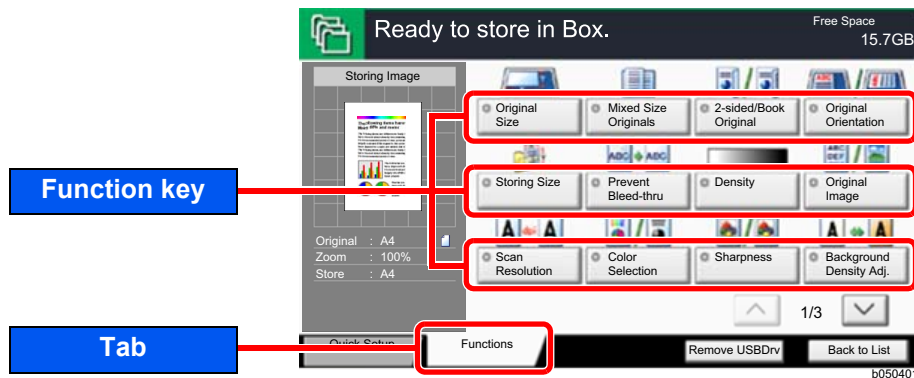 Ready to store in Box.
Free Space
15.7GB
Storing Image
Original
Size
Mixed Size
Originals
2-sided/Book
Original
Original
Orientation
ABC
ABC
Function key
Storing Size
Prevent
Bleed-thru
Density
Original
Image
A A
A A
Original : A4
Zoom : 100%
Store : A4
Scan
Resolution
Color
Selection
Sharpness
Background
Density Adj.
1/3
Tab
Quick Setup
Functions
Remove USBDrv
Back to List
b050401